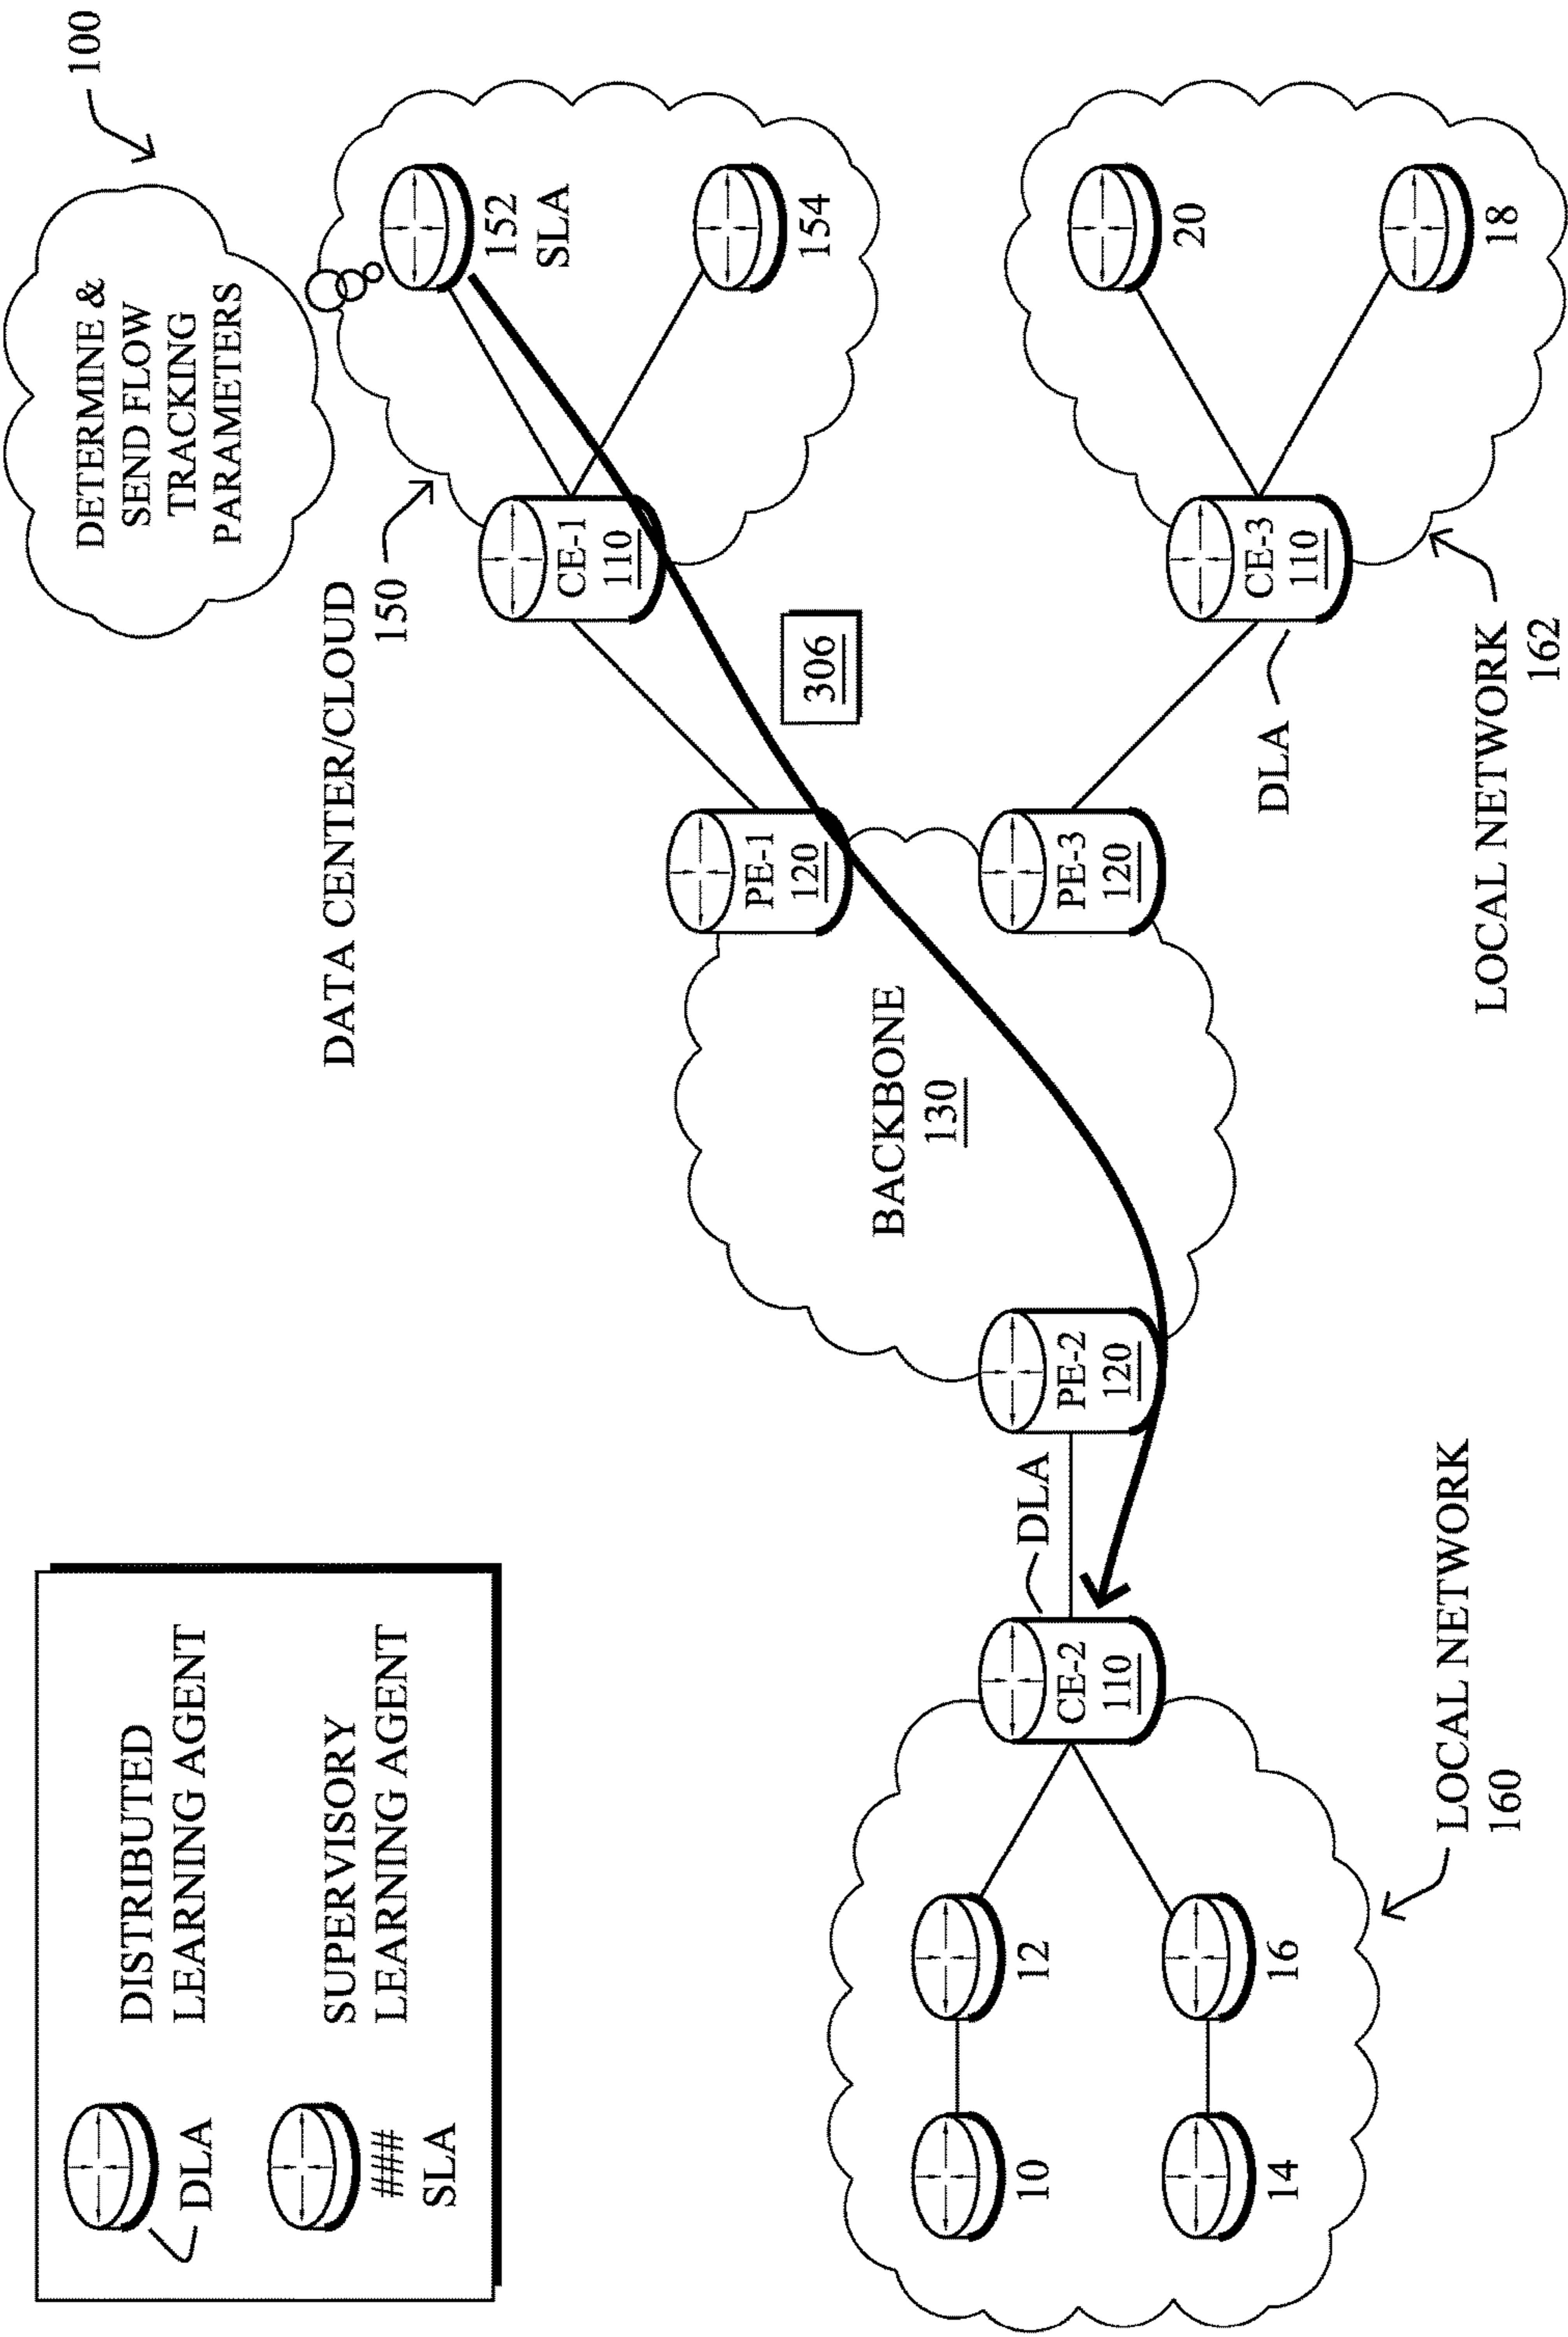 DISTRIBUTED
LEARNING AGENT
DLA
SUPERVISORY
LEARNING AGENT
###
SLA
100
DETERMINE &
SEND FLOW
TRACKING
PARAMETERS
DATA CENTER/CLOUD
150
152
SLA
154
CE-1
110
306
PE-1
120
BACKBONE
130
PE-2
120
PE-3
120
DLA
CE-2
110
10
12
14
16
LOCAL NETWORK
160
DLA
CE-3
110
20
18
LOCAL NETWORK
162